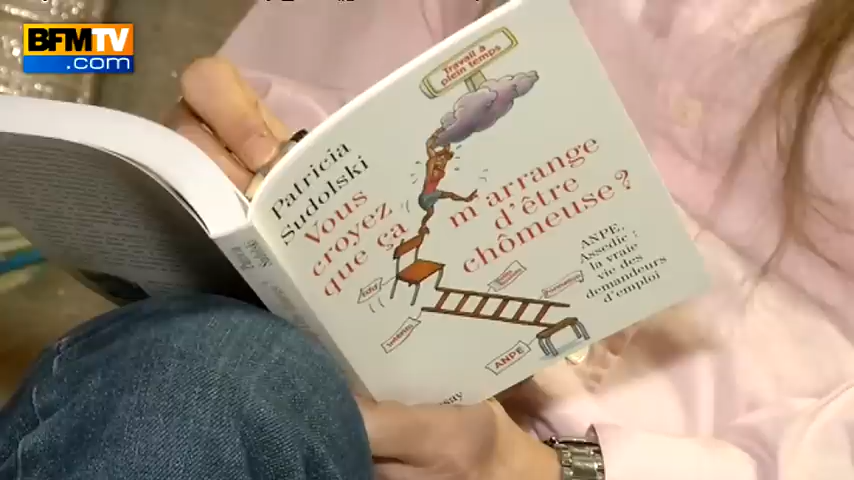 BFMTV
.com
Travail à
plein temps
Patricia
Sudolski
Vous
croyez
que ça
m'arrange
d'être
chômeuse ?
ANPE,
Assedic :
la vraie
vie des
demandeurs
d'emploi
Formation
ANPE